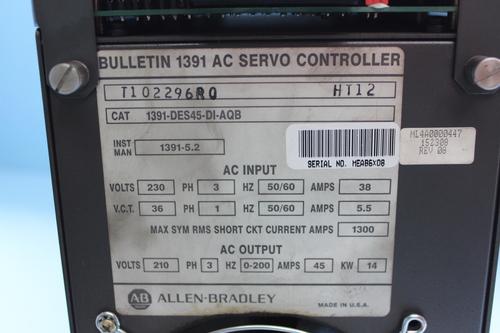 BULLETIN 1391 AC SERVO CONTROLLER
T102296RQ HT12
CAT 1391-DES45-DI-AQB
INST MAN 1391-5.2
SERIAL NO. MEAB6XDB
M14A0000447
152308
REV 08
AC INPUT
VOLTS 230 PH 3 HZ 50/60 AMPS 38
V.C.T. 36 PH 1 HZ 50/60 AMPS 5.5
MAX SYM RMS SHORT CKT CURRENT AMPS 1300
AC OUTPUT
VOLTS 210 PH 3 HZ 0-200 AMPS 45 KW 14
AB ALLEN-BRADLEY MADE IN U.S.A.